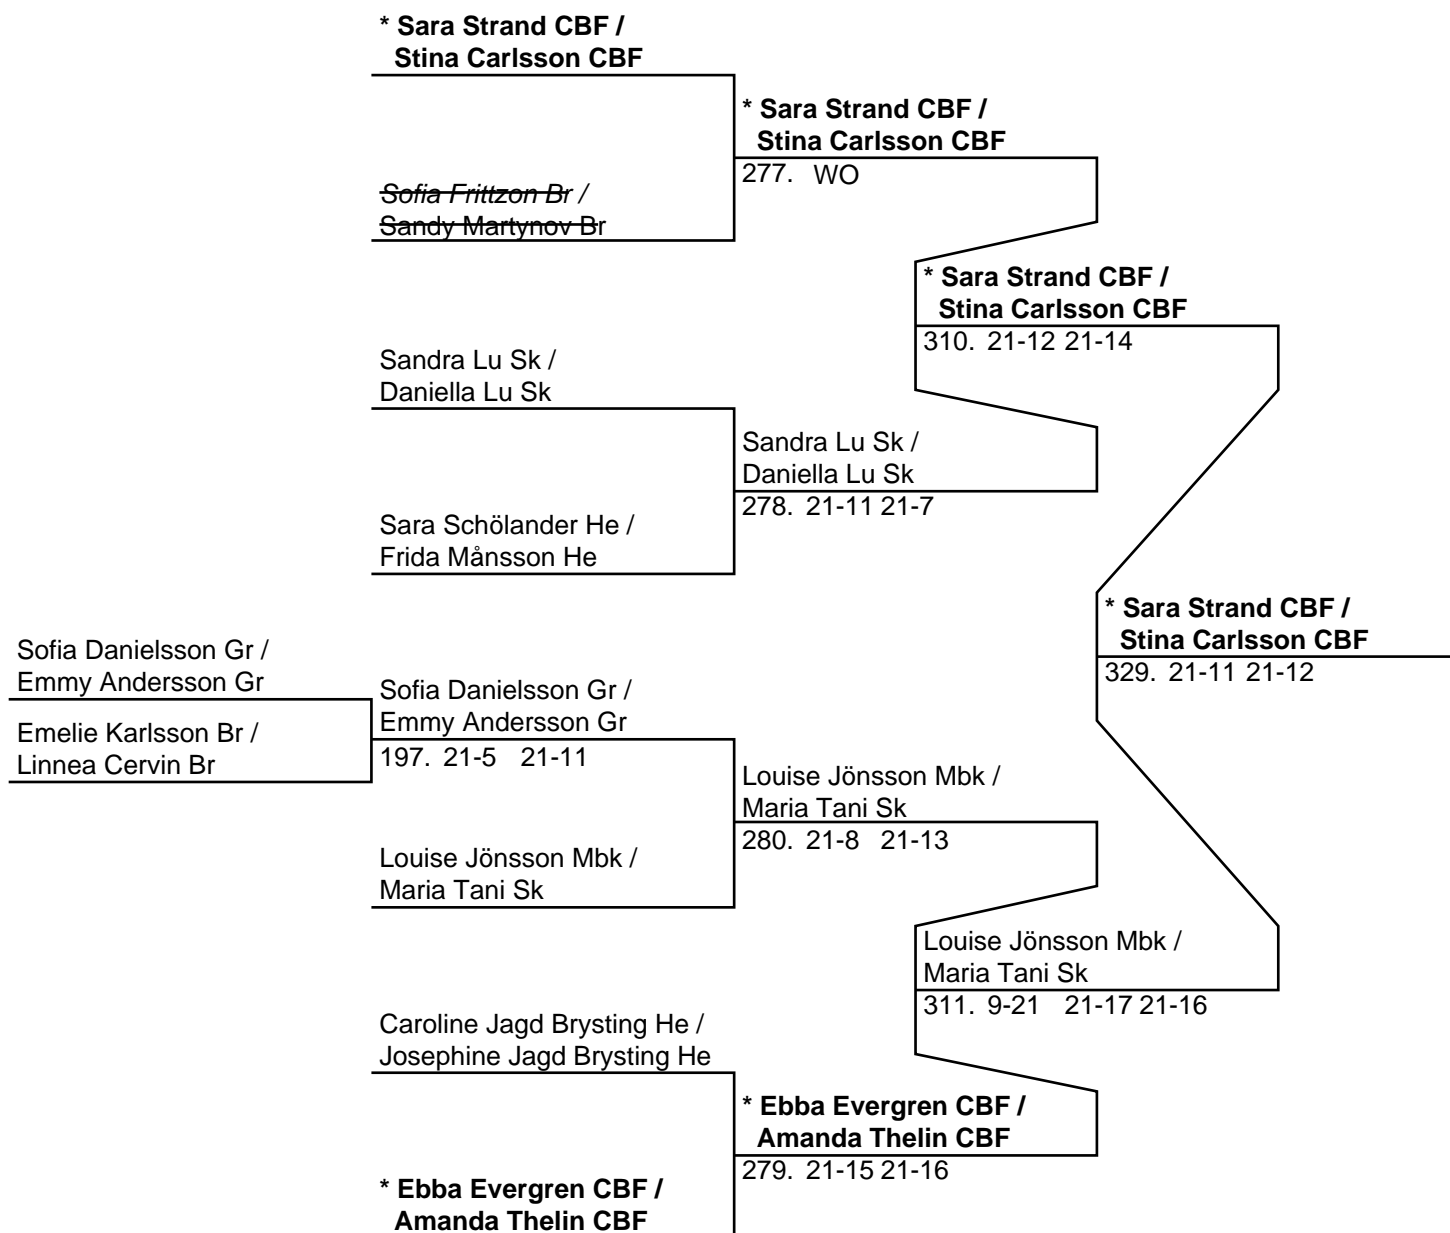 * Sara Strand CBF /
Stina Carlsson CBF
* Sara Strand CBF /
Stina Carlsson CBF
277. WO
Sofia Frittzon Br /
Sandy Martynov Br
* Sara Strand CBF /
Stina Carlsson CBF
310. 21-12 21-14
Sandra Lu Sk /
Daniella Lu Sk
Sandra Lu Sk /
Daniella Lu Sk
278. 21-11 21-7
Sara Schölander He /
Frida Månsson He
* Sara Strand CBF /
Stina Carlsson CBF
329. 21-11 21-12
Sofia Danielsson Gr /
Emmy Andersson Gr
Sofia Danielsson Gr /
Emmy Andersson Gr
197. 21-5 21-11
Emelie Karlsson Br /
Linnea Cervin Br
Louise Jönsson Mbk /
Maria Tani Sk
280. 21-8 21-13
Louise Jönsson Mbk /
Maria Tani Sk
Louise Jönsson Mbk /
Maria Tani Sk
311. 9-21 21-17 21-16
Caroline Jagd Brysting He /
Josephine Jagd Brysting He
* Ebba Evergren CBF /
Amanda Thelin CBF
279. 21-15 21-16
* Ebba Evergren CBF /
Amanda Thelin CBF